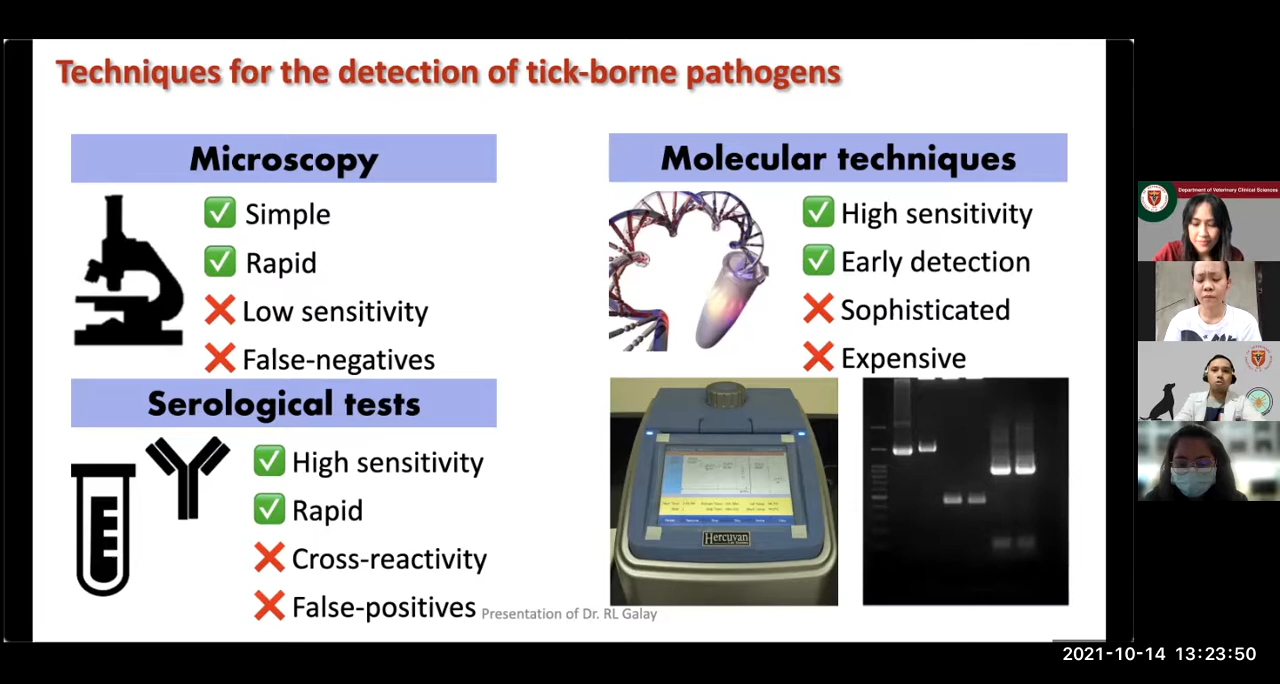 Techniques for the detection of tick-borne pathogens
Microscopy
Simple
Rapid
Low sensitivity
False-negatives
Serological tests
High sensitivity
Rapid
Cross-reactivity
False-positives
Molecular techniques
High sensitivity
Early detection
Sophisticated
Expensive
Hercuvan
Presentation of Dr. RL Galay
Department of Veterinary Clinical Sciences
2021-10-14 13:23:50